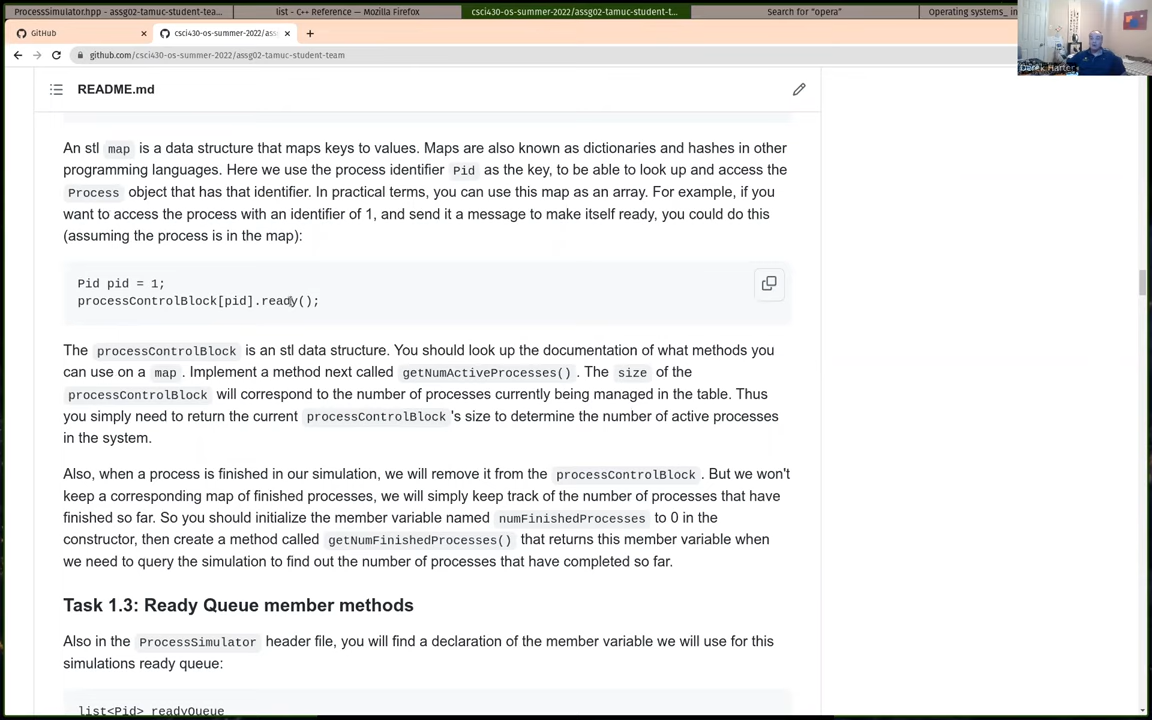 ProcessSimulator.hpp - assg02-tamuc-student-tea...
list - C++ Reference — Mozilla Firefox
csci430-os-summer-2022/assg02-tamuc-student-t...
Search for "opera"
Operating systems_ in
GitHub
csci430-os-summer-2022/ass
github.com/csci430-os-summer-2022/assg02-tamuc-student-team
Derek Harter
README.md
An stl map is a data structure that maps keys to values. Maps are also known as dictionaries and hashes in other
programming languages. Here we use the process identifier Pid as the key, to be able to look up and access the
Process object that has that identifier. In practical terms, you can use this map as an array. For example, if you
want to access the process with an identifier of 1, and send it a message to make itself ready, you could do this
(assuming the process is in the map):
Pid pid = 1;
processControlBlock[pid].ready();
The processControlBlock is an stl data structure. You should look up the documentation of what methods you
can use on a map . Implement a method next called getNumActiveProcesses() . The size of the
processControlBlock will correspond to the number of processes currently being managed in the table. Thus
you simply need to return the current processControlBlock 's size to determine the number of active processes
in the system.
Also, when a process is finished in our simulation, we will remove it from the processControlBlock . But we won't
keep a corresponding map of finished processes, we will simply keep track of the number of processes that have
finished so far. So you should initialize the member variable named numFinishedProcesses to 0 in the
constructor, then create a method called getNumFinishedProcesses() that returns this member variable when
we need to query the simulation to find out the number of processes that have completed so far.
Task 1.3: Ready Queue member methods
Also in the ProcessSimulator header file, you will find a declaration of the member variable we will use for this
simulations ready queue:
list<Pid> readyQueue